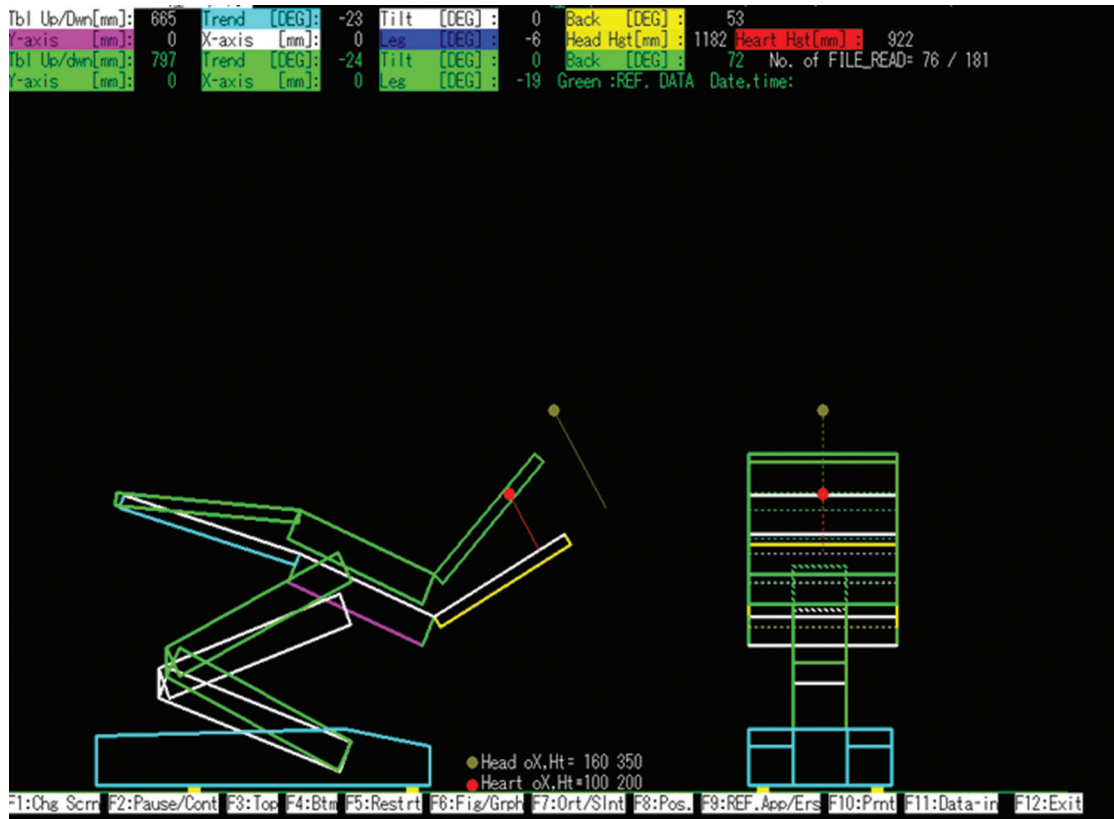 Tbl Up/Dwn[mm]: 665 Trend [DEG]: -23 Tilt [DEG] : 0 Back [DEG] : 53
Y-axis [mm]: 0 X-axis [mm]: 0 Leg [DEG] : -6 Head Hgt[mm] : 1182 Heart Hgt[mm] : 922
Tbl Up/dwn[mm]: 797 Trend [DEG]: -24 Tilt [DEG] : 0 Back [DEG] : 72 No. of FILE_READ= 76 / 181
Y-axis [mm]: 0 X-axis [mm]: 0 Leg [DEG] : -19 Green :REF. DATA Date,time:
Head oX,Ht= 160 350
Heart oX,Ht=100 200
F1:Chg Scrn F2:Pause/Cont F3:Top F4:Btm F5:Restrt F6:Fig/Grph F7:Ort/Slnt F8:Pos. F9:REF.App/Ers F10:Prnt F11:Data-in F12:Exit